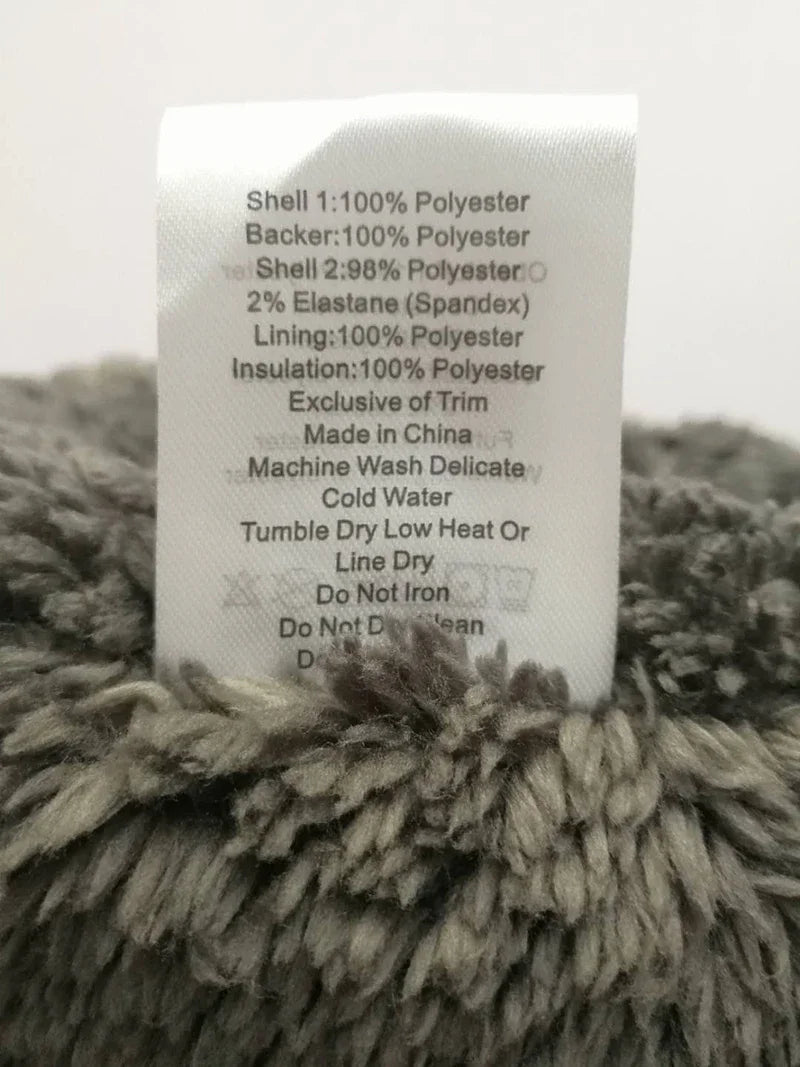 Shell 1:100% Polyester
Backer:100% Polyester
Shell 2:98% Polyester
2% Elastane (Spandex)
Lining:100% Polyester
Insulation:100% Polyester
Exclusive of Trim
Made in China
Machine Wash Delicate
Cold Water
Tumble Dry Low Heat Or
Line Dry
Do Not Iron
Do Not